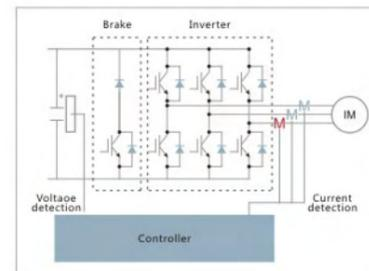 Brake
Inverter
+
M
M
M
IM
Voltaoe
detection
Current
detection
Controller